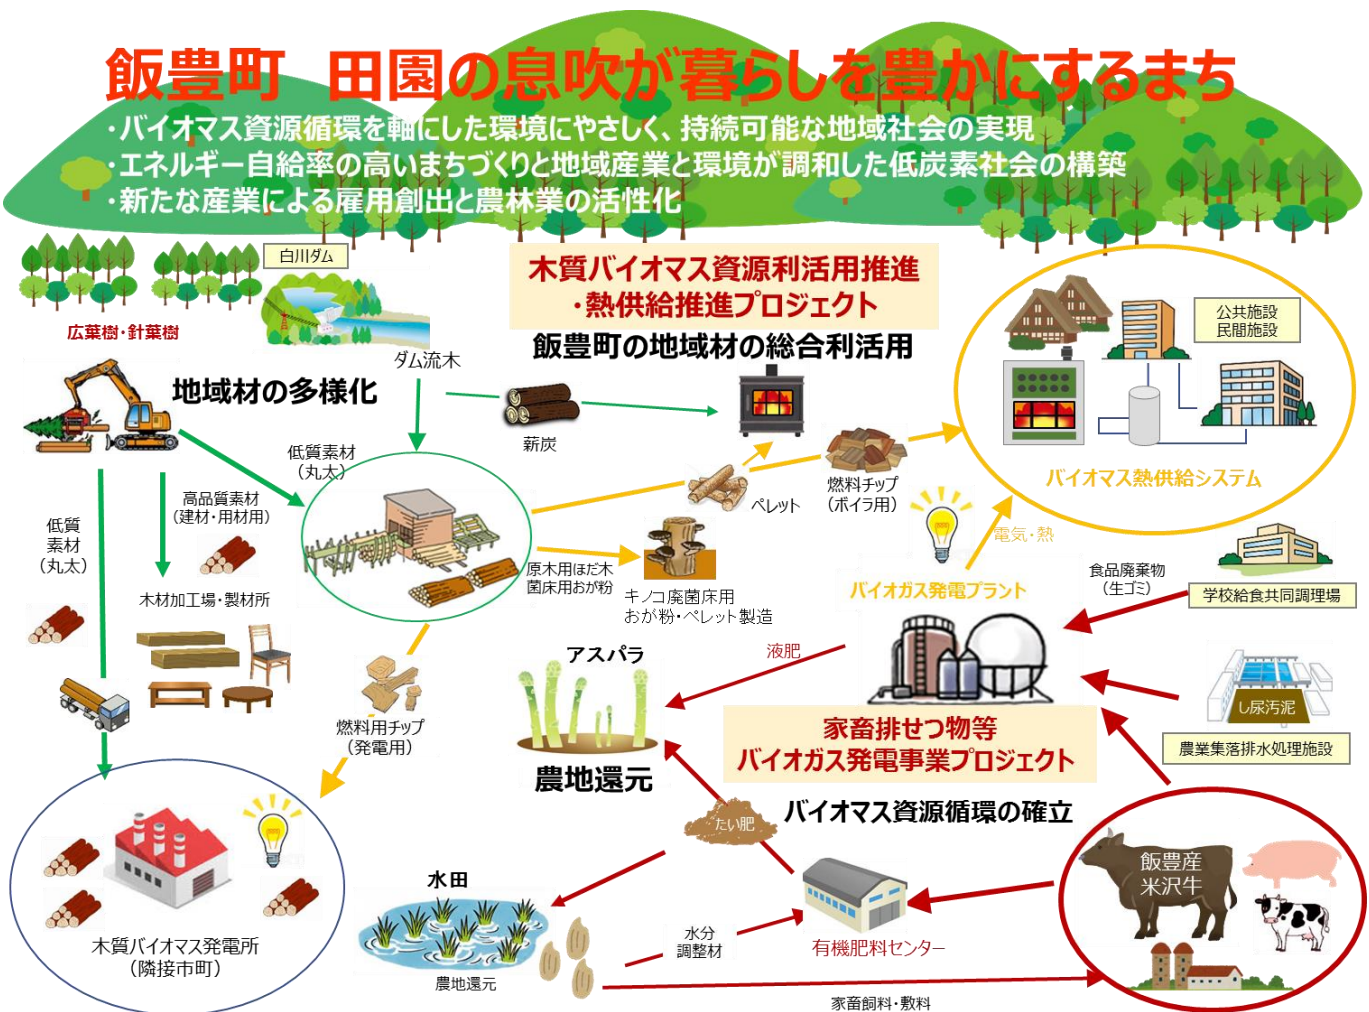 飯豊町 田園の息吹が暮らしを豊かにするまち
・バイオマス資源循環を軸にした環境にやさしく、持続可能な地域社会の実現
・エネルギー自給率の高いまちづくりと地域産業と環境が調和した低炭素社会の構築
・新たな産業による雇用創出と農林業の活性化
白川ダム
木質バイオマス資源利活用推進
・熱供給推進プロジェクト
飯豊町の地域材の総合利活用
公共施設
民間施設
広葉樹・針葉樹
ダム流木
地域材の多様化
薪炭
低質素材
（丸太）
高品質素材
（建材・用材用）
低質
素材
（丸太）
ペレット
燃料チップ
（ボイラ用）
バイオマス熱供給システム
電気・熱
原木用ほだ木
菌床用おが粉
キノコ廃菌床用
おが粉・ペレット製造
バイオガス発電プラント
食品廃棄物
（生ゴミ）
学校給食共同調理場
木材加工場・製材所
アスパラ
液肥
し尿汚泥
農業集落排水処理施設
燃料用チップ
（発電用）
農地還元
家畜排せつ物等
バイオガス発電事業プロジェクト
バイオマス資源循環の確立
たい肥
飯豊産
米沢牛
水田
木質バイオマス発電所
（隣接市町）
農地還元
水分
調整材
有機肥料センター
家畜飼料・敷料